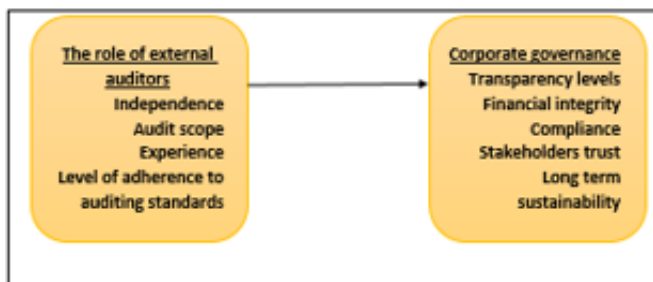 The role of external
auditors
Independence
Audit scope
Experience
Level of adherence to
auditing standards
Corporate governance
Transparency levels
Financial integrity
Compliance
Stakeholders trust
Long term
sustainability